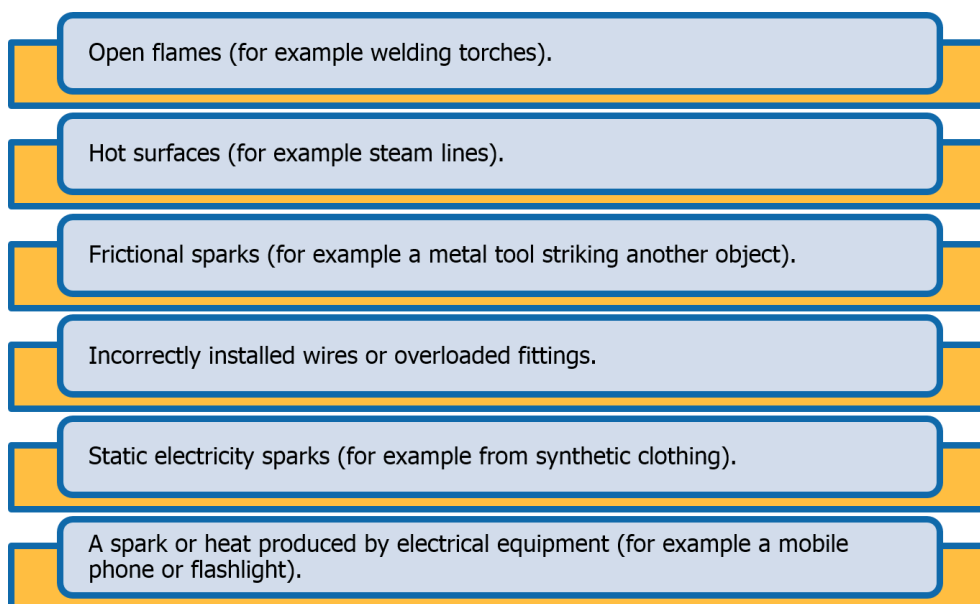 Open flames (for example welding torches).
Hot surfaces (for example steam lines).
Frictional sparks (for example a metal tool striking another object).
Incorrectly installed wires or overloaded fittings.
Static electricity sparks (for example from synthetic clothing).
A spark or heat produced by electrical equipment (for example a mobile
phone or flashlight).